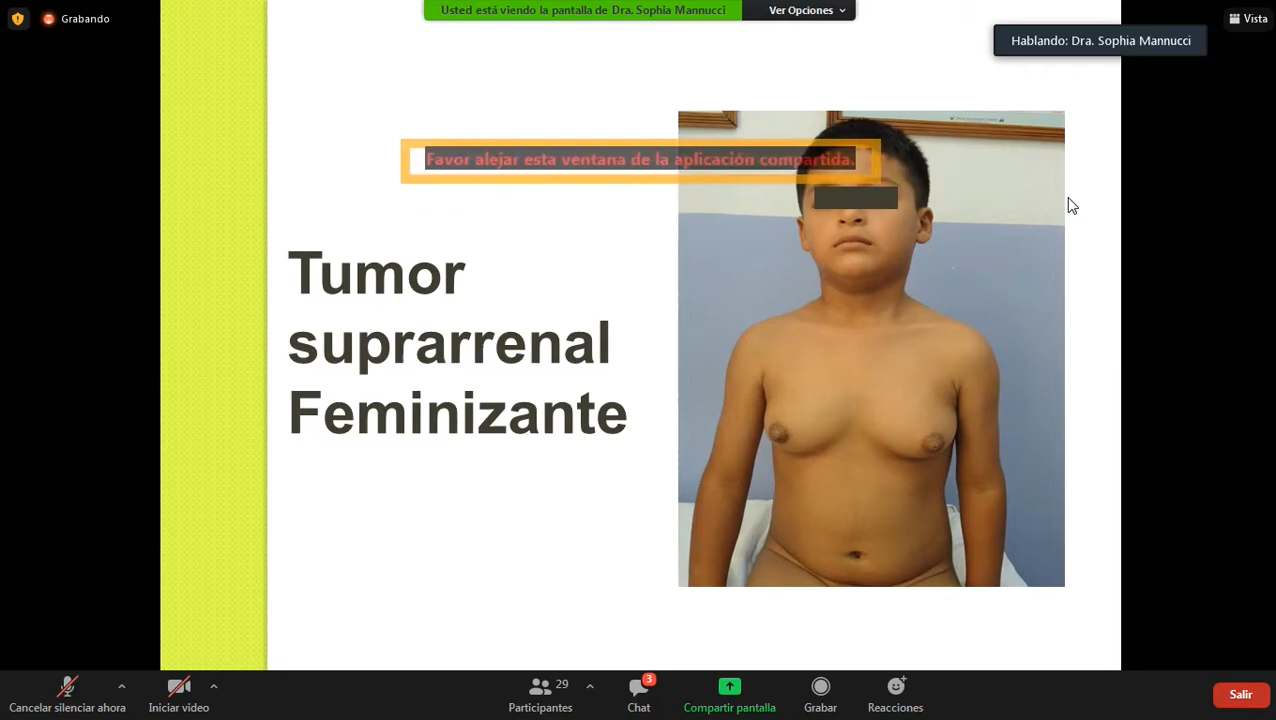 Usted está viendo la pantalla de Dra. Sophia Mannucci
Ver Opciones
Grabando
Vista
Hablando: Dra. Sophia Mannucci
Favor alejar esta ventana de la aplicación compartida.
Tumor
suprarrenal
Feminizante
Cancelar silenciar ahora
Iniciar video
29
Participantes
3
Chat
Compartir pantalla
Grabar
Reacciones
Salir